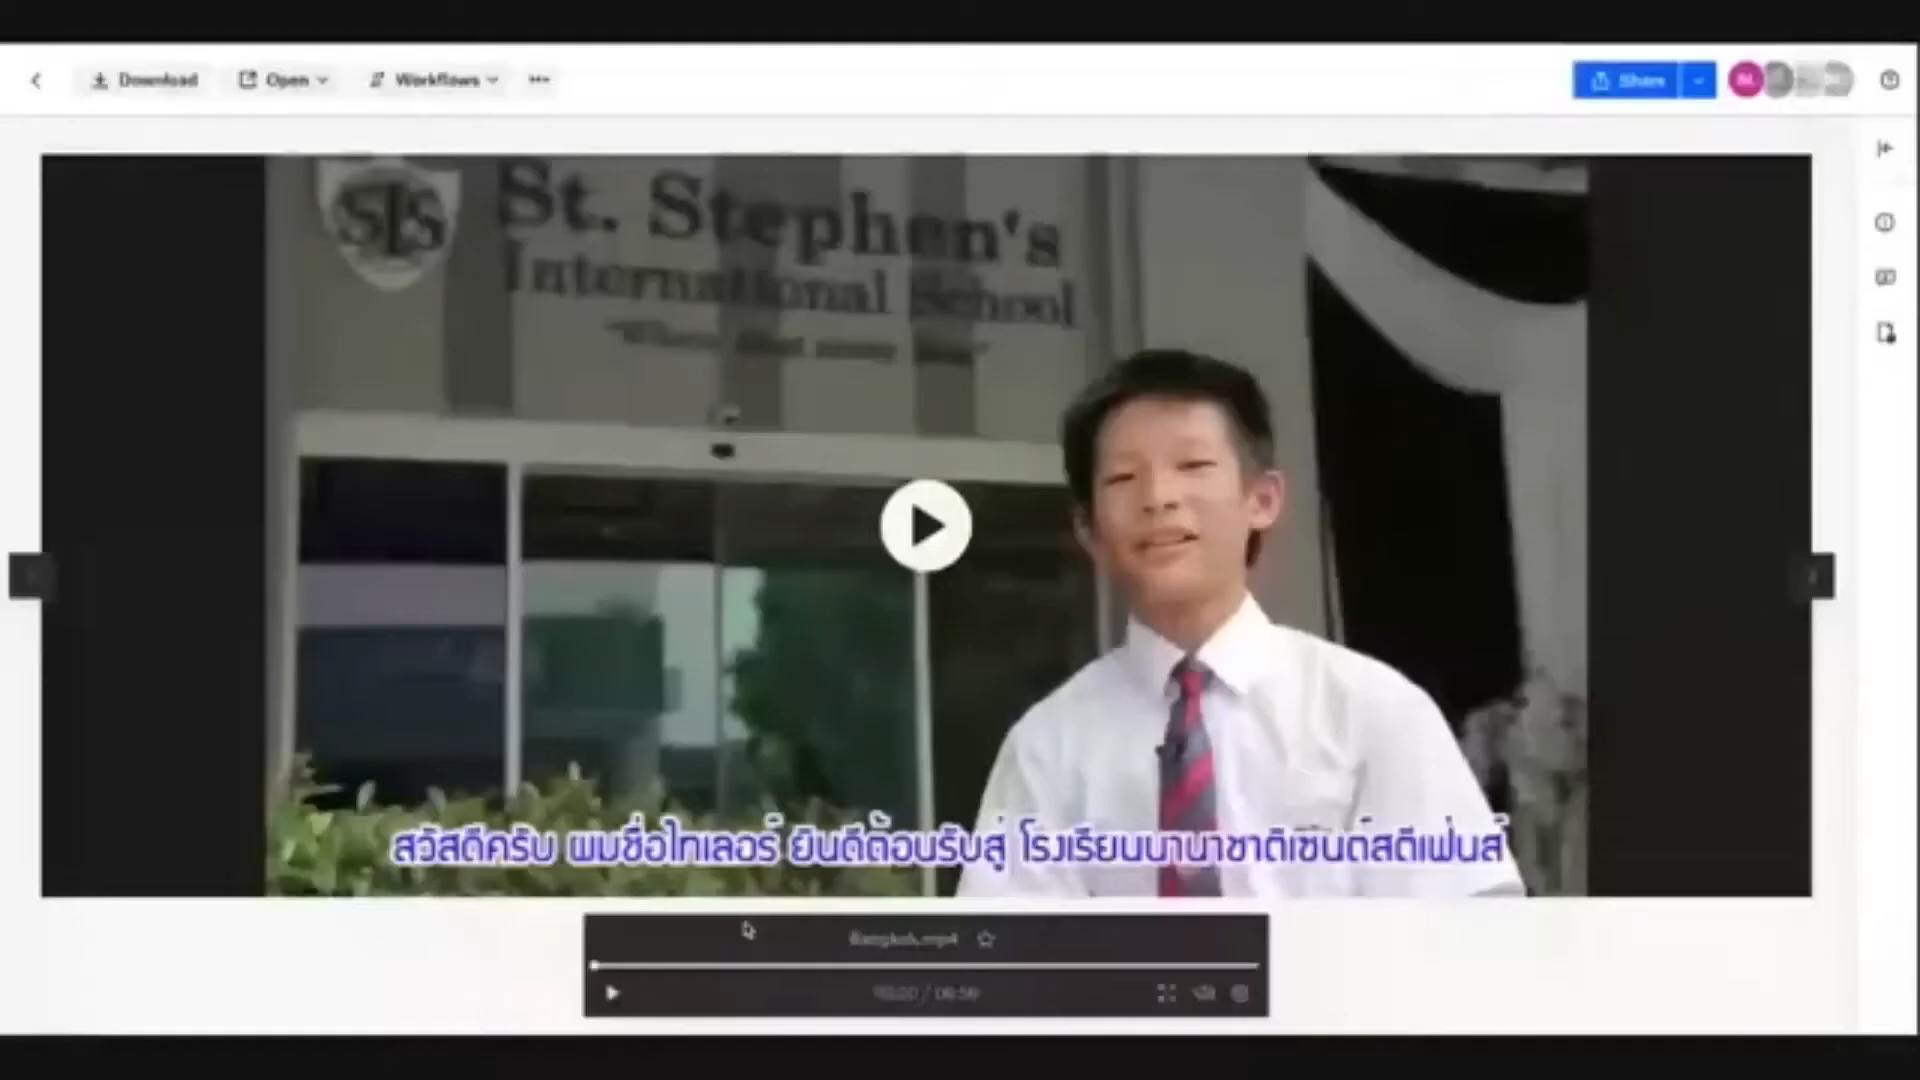 Download Open Workflows
Share
SIS
St. Stephen's
International School
สวัสดีครับ ผมชื่อไทเลอร์ ยินดีต้อนรับสู่ โรงเรียนนานาชาติเซ็นต์สตีเฟ่นส์
Bangkok.mp4